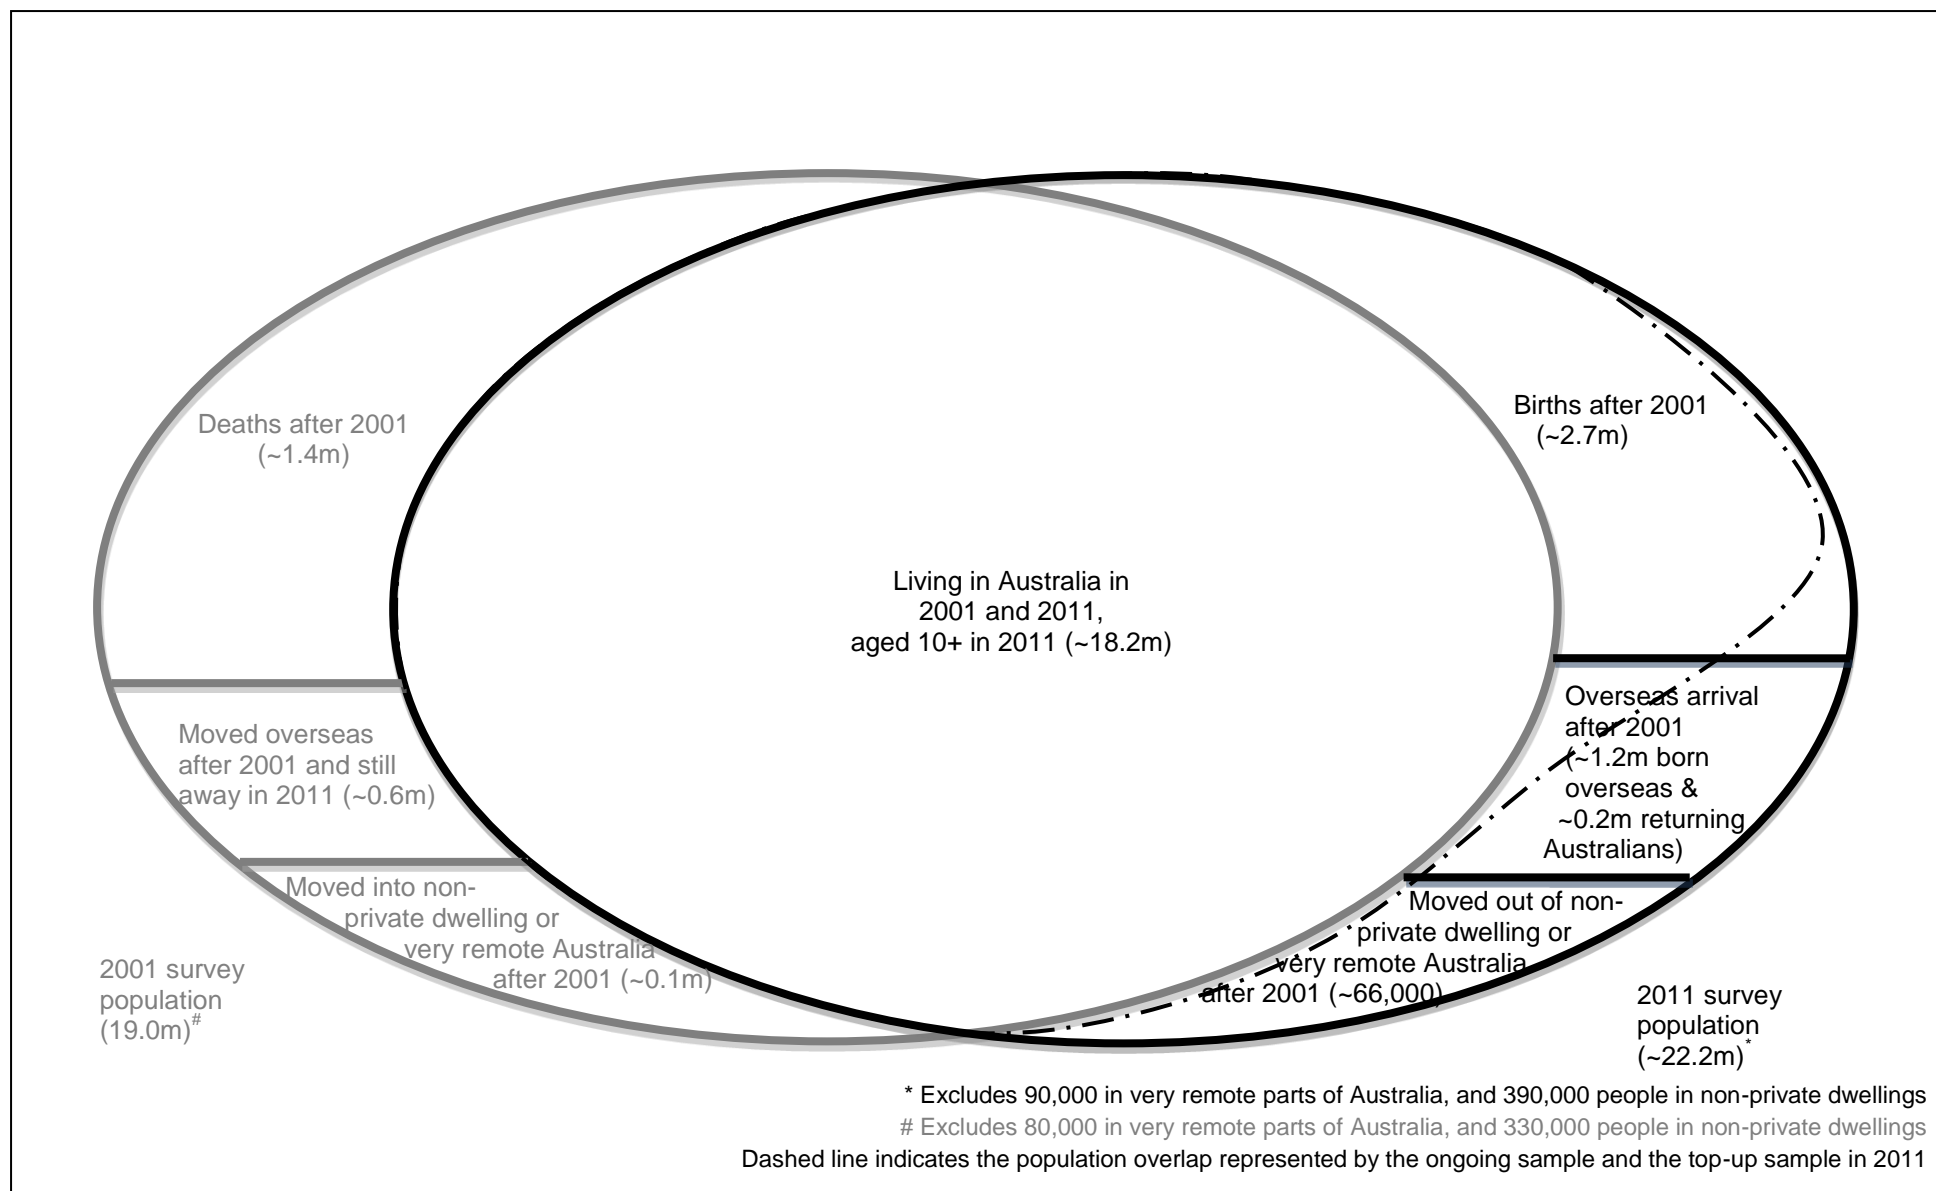 Deaths after 2001
(~1.4m)
Moved overseas
after 2001 and still
away in 2011 (~0.6m)
Moved into non-
private dwelling or
very remote Australia
after 2001 (~0.1m)
2001 survey
population
(19.0m)#
Living in Australia in
2001 and 2011,
aged 10+ in 2011 (~18.2m)
Births after 2001
(~2.7m)
Overseas arrival
after 2001
(~1.2m born
overseas &
~0.2m returning
Australians)
Moved out of non-
private dwelling or
very remote Australia
after 2001 (~66,000)
2011 survey
population
(~22.2m)*
* Excludes 90,000 in very remote parts of Australia, and 390,000 people in non-private dwellings
# Excludes 80,000 in very remote parts of Australia, and 330,000 people in non-private dwellings
Dashed line indicates the population overlap represented by the ongoing sample and the top-up sample in 2011